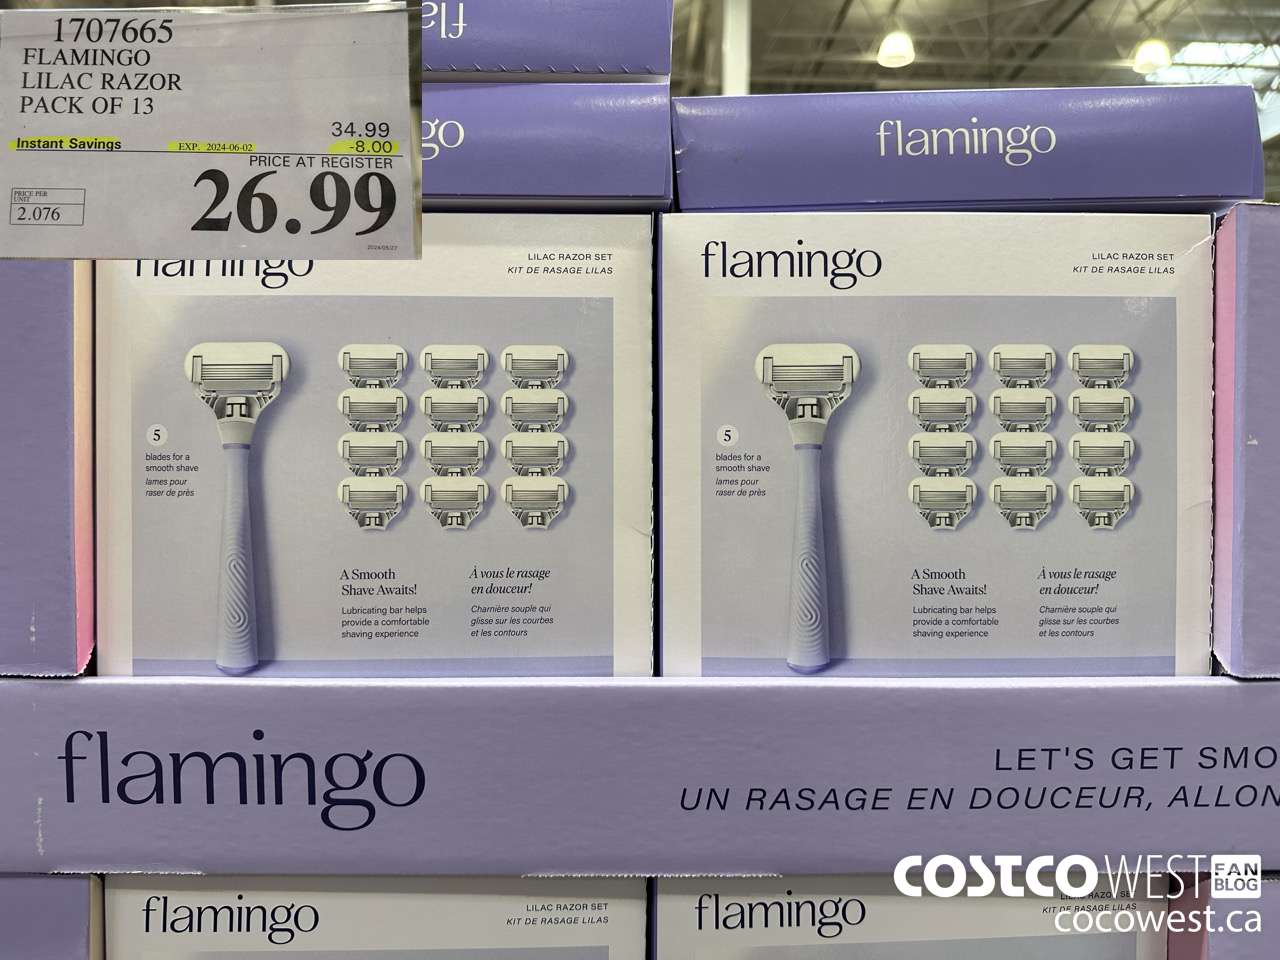 1707665
FLAMINGO
LILAC RAZOR
PACK OF 13
34.99
Instant Savings EXP. 2024-06-02 -8.00
PRICE AT REGISTER
PRICE PER
UNIT
2.076
26.99
2024/05/27
flamingo
flamingo
LILAC RAZOR SET
KIT DE RASAGE LILAS
5
blades for a
smooth shave
lames pour
raser de près
A Smooth
Shave Awaits!
Lubricating bar helps
provide a comfortable
shaving experience
À vous le rasage
en douceur!
Charnière souple qui
glisse sur les courbes
et les contours
flamingo
LILAC RAZOR SET
KIT DE RASAGE LILAS
5
blades for a
smooth shave
lames pour
raser de près
A Smooth
Shave Awaits!
Lubricating bar helps
provide a comfortable
shaving experience
À vous le rasage
en douceur!
Charnière souple qui
glisse sur les courbes
et les contours
flamingo
LET'S GET SMO
UN RASAGE EN DOUCEUR, ALLON
flamingo
LILAC RAZOR SET
KIT DE RASAGE LILAS
flamingo
LILAC RAZOR SET
KIT DE RASAGE LILAS
COSTCO WEST FAN BLOG
cocowest.ca